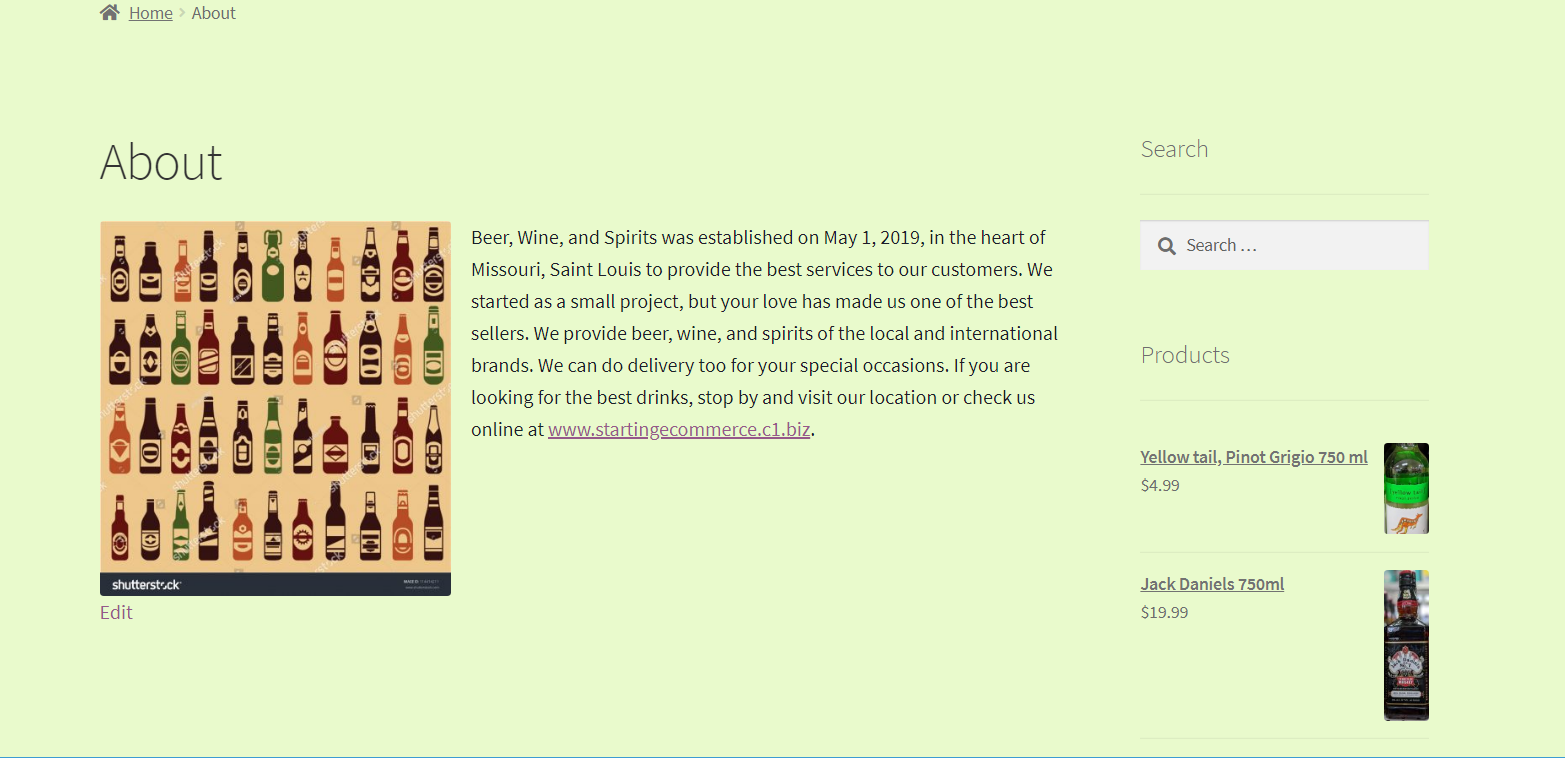 Home > About
About
Beer, Wine, and Spirits was established on May 1, 2019, in the heart of
Missouri, Saint Louis to provide the best services to our customers. We
started as a small project, but your love has made us one of the best
sellers. We provide beer, wine, and spirits of the local and international
brands. We can do delivery too for your special occasions. If you are
looking for the best drinks, stop by and visit our location or check us
online at www.startingecommerce.c1.biz.
shutterstock
Edit
Search
Search …
Products
Yellow tail, Pinot Grigio 750 ml
$4.99
Jack Daniels 750ml
$19.99